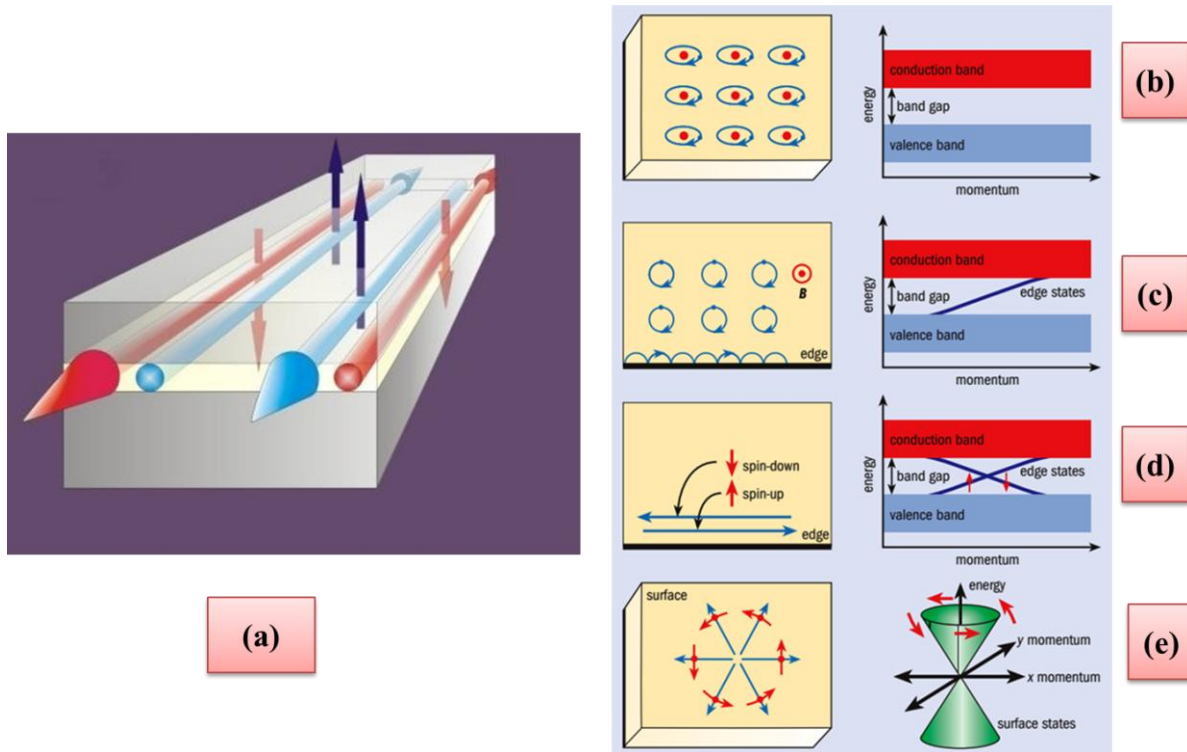 (a)
conduction band
energy
band gap
valence band
momentum
(b)
B
edge
conduction band
energy
band gap
edge states
valence band
momentum
(c)
spin-down
spin-up
edge
conduction band
energy
band gap
edge states
valence band
momentum
(d)
surface
energy
y momentum
x momentum
surface states
(e)